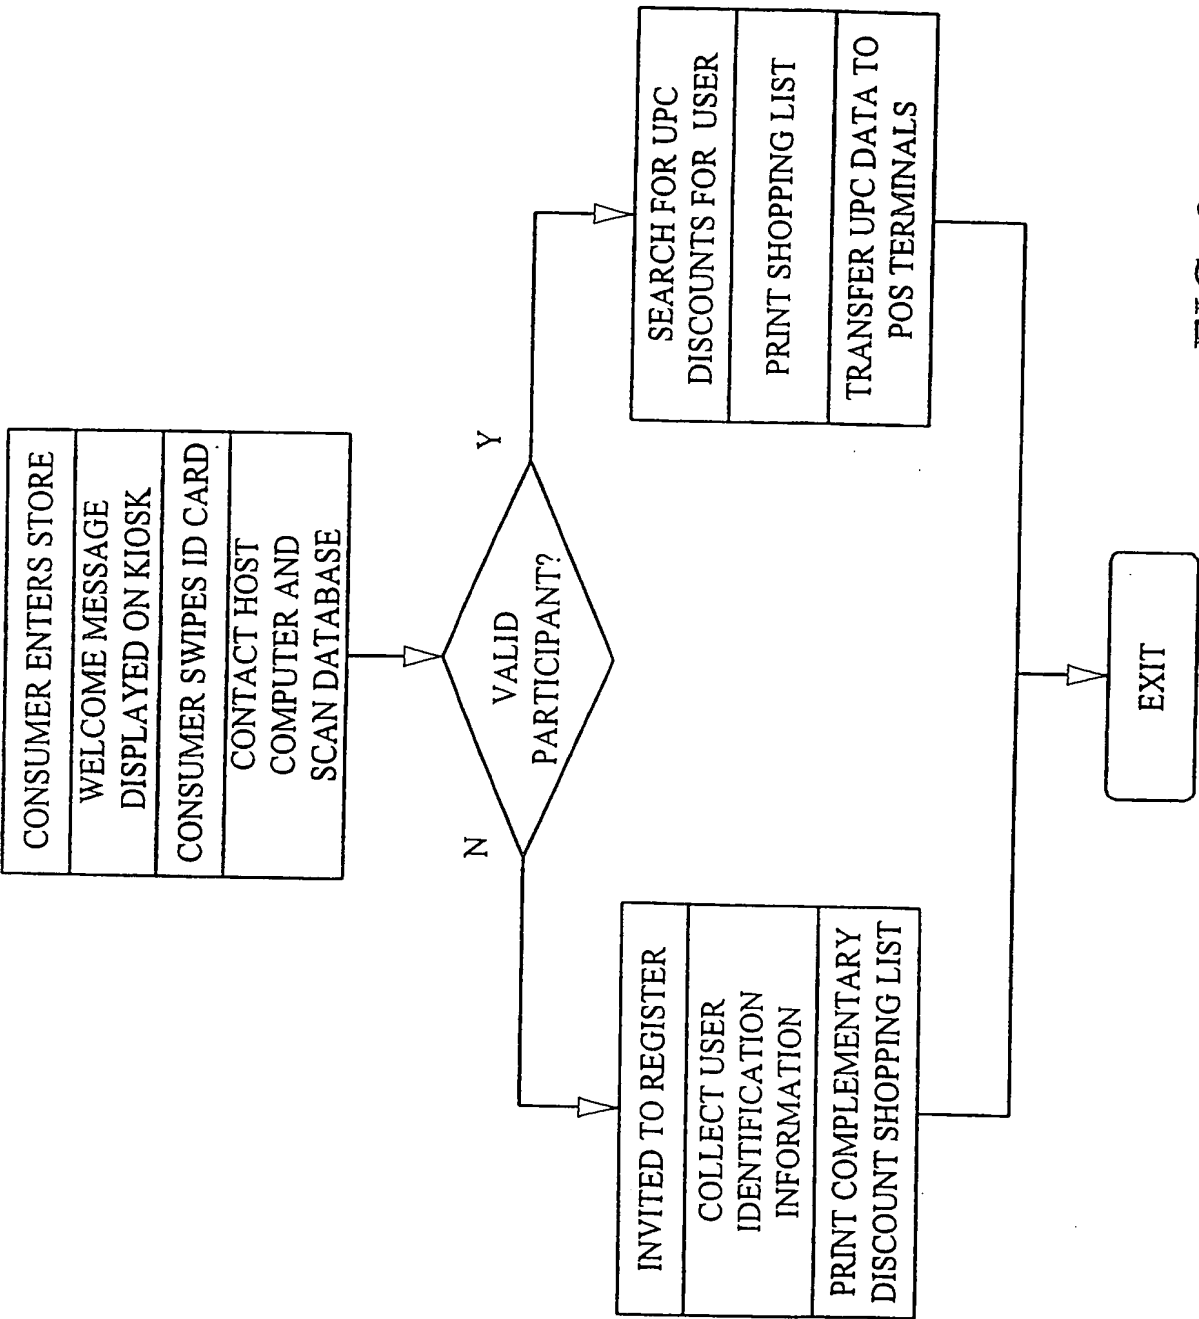 CONSUMER ENTERS STORE
WELCOME MESSAGE
DISPLAYED ON KIOSK
CONSUMER SWIPES ID CARD
CONTACT HOST
COMPUTER AND
SCAN DATABASE
VALID
PARTICIPANT?
N
Y
INVITED TO REGISTER
COLLECT USER
IDENTIFICATION
INFORMATION
PRINT COMPLEMENTARY
DISCOUNT SHOPPING LIST
SEARCH FOR UPC
DISCOUNTS FOR USER
PRINT SHOPPING LIST
TRANSFER UPC DATA TO
POS TERMINALS
EXIT